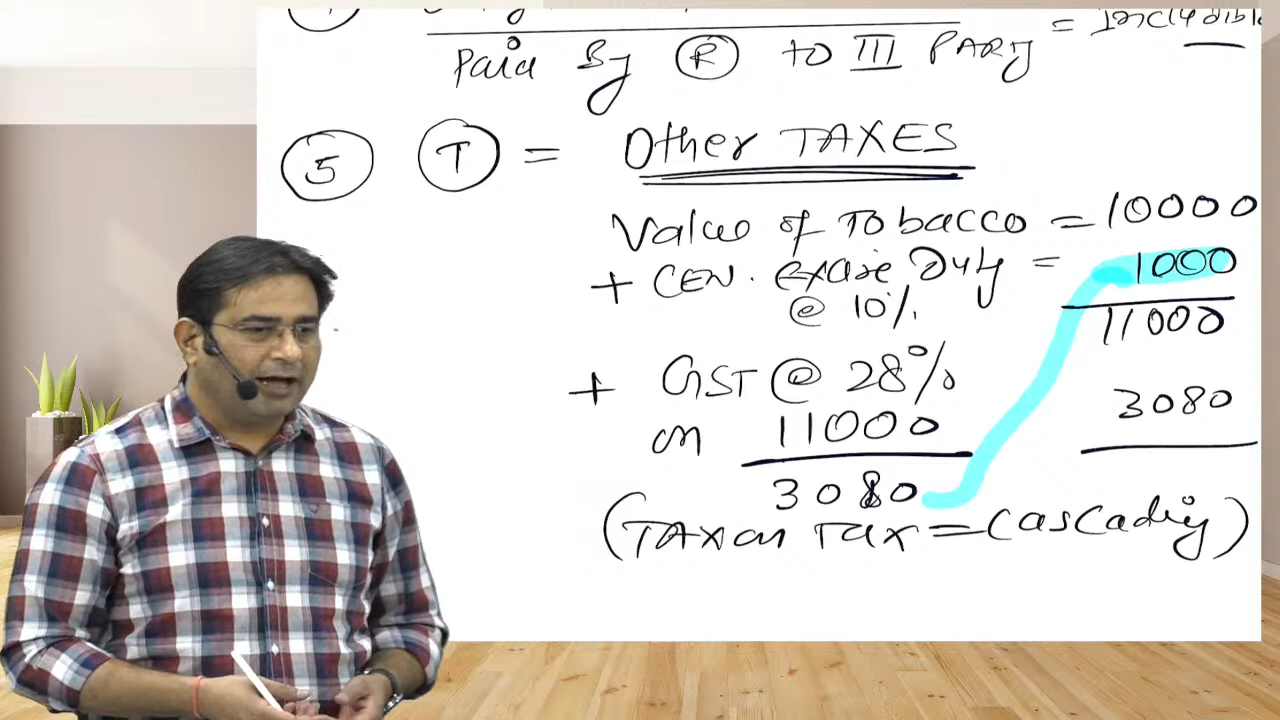 Paid By R to III PARTY = Includible
5 T = Other TAXES
Value of Tobacco = 10000
+ CEN. Excise Duty = 1000
@ 10%. 11000
+ GST @ 28%
on 11000 3080
3080
(TAX on Tax = Cascading)